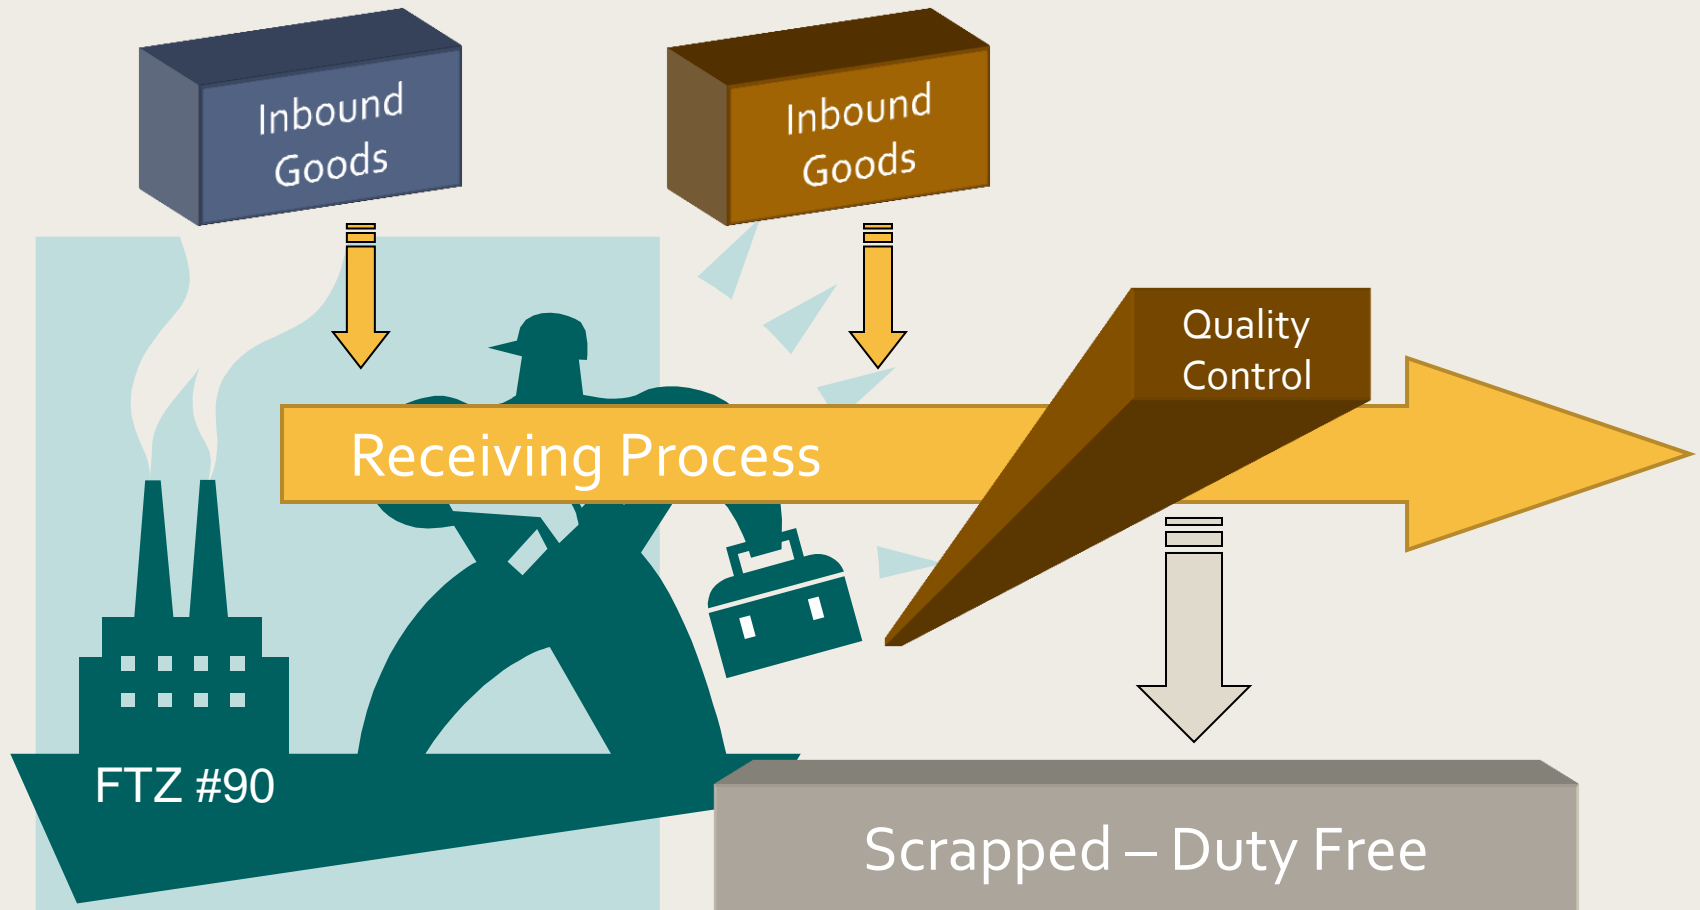 Inbound
Goods
Inbound
Goods
Quality
Control
Receiving Process
FTZ #90
Scrapped – Duty Free